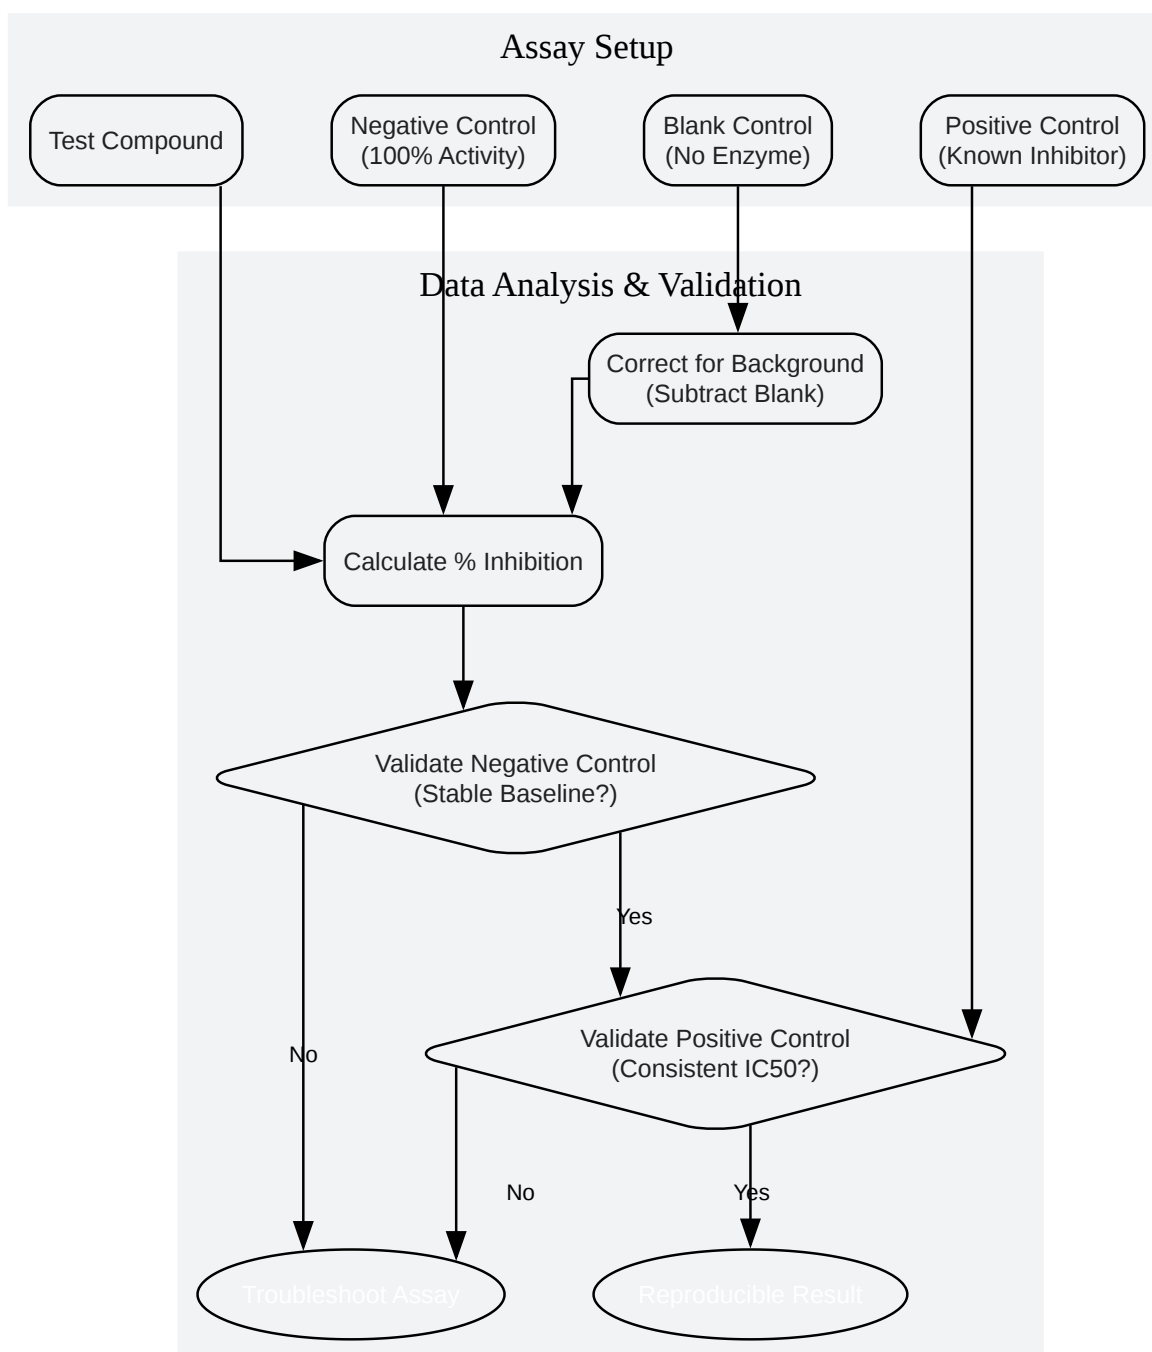 Assay Setup
Test Compound
Negative Control
(100% Activity)
Blank Control
(No Enzyme)
Positive Control
(Known Inhibitor)
Data Analysis & Validation
Correct for Background
(Subtract Blank)
Calculate % Inhibition
Validate Negative Control
(Stable Baseline?)
Yes
No
Validate Positive Control
(Consistent IC50?)
No
Yes
Troubleshoot Assay
Reproducible Result